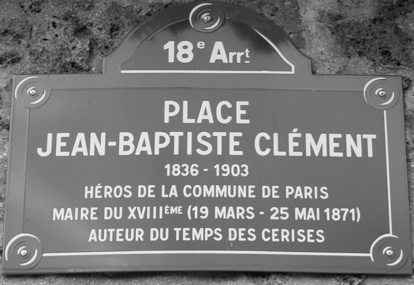 18e Arrt
PLACE
JEAN-BAPTISTE CLÉMENT
1836 - 1903
HÉROS DE LA COMMUNE DE PARIS
MAIRE DU XVIIIÈME (19 MARS - 25 MAI 1871)
AUTEUR DU TEMPS DES CERISES